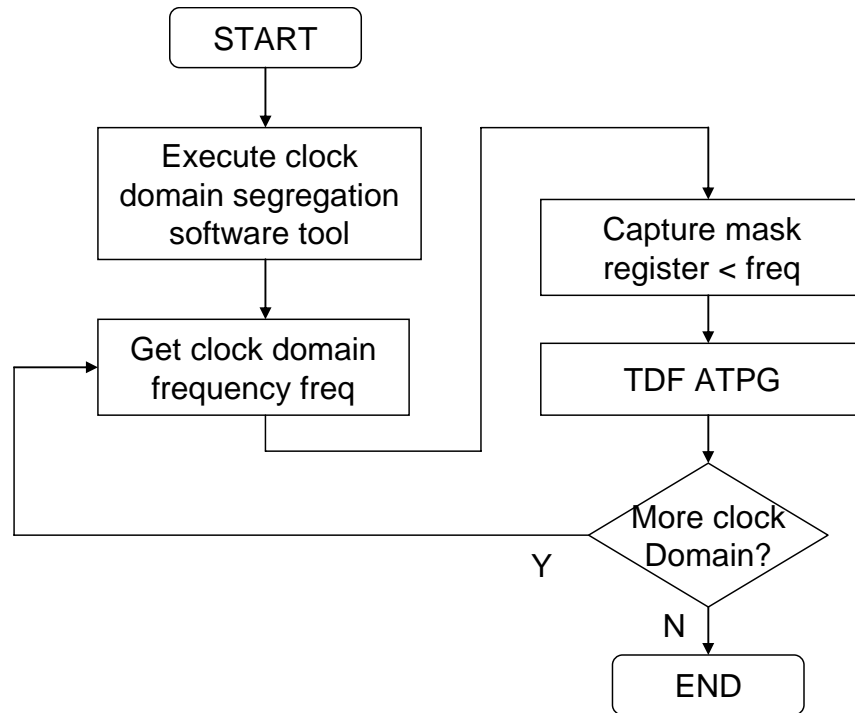 START
Execute clock
domain segregation
software tool
Get clock domain
frequency freq
Capture mask
register < freq
TDF ATPG
More clock
Domain?
Y
N
END